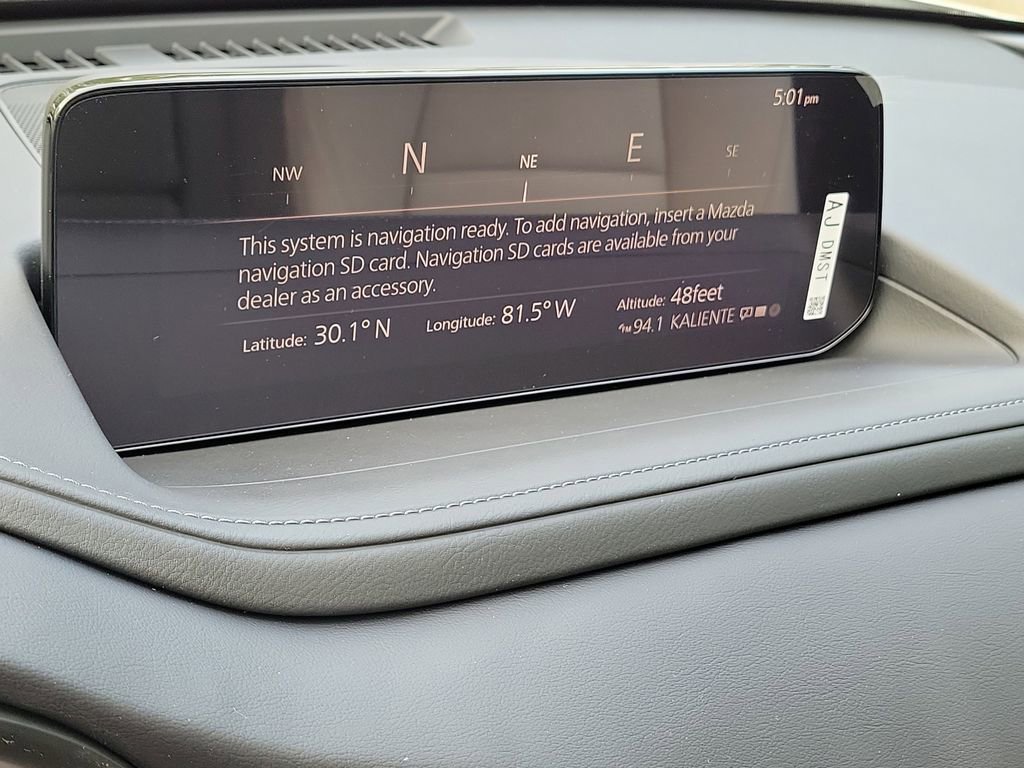 5:01pm
NW N NE E SE
This system is navigation ready. To add navigation, insert a Mazda
navigation SD card. Navigation SD cards are available from your
dealer as an accessory.
Latitude: 30.1° N Longitude: 81.5° W Altitude: 48feet
FM 94.1 KALIENTE
AJ DMST